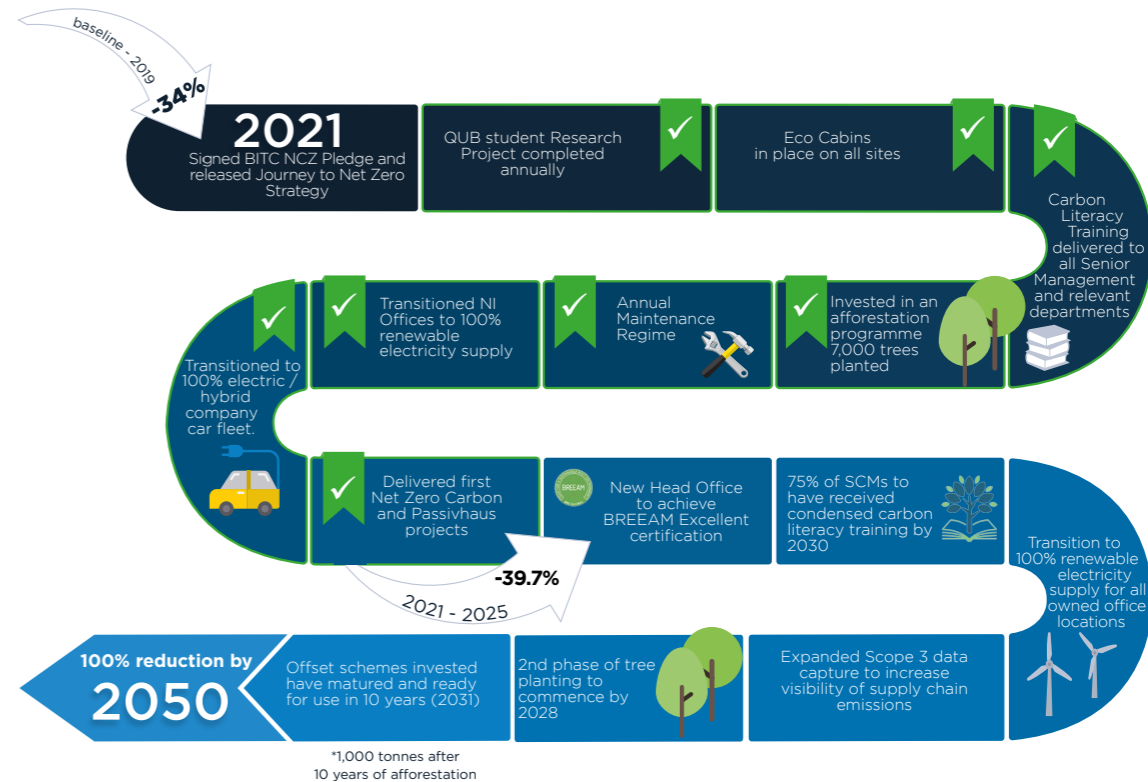 baseline - 2019
-34%
2021
Signed BITC NCZ Pledge and
released Journey to Net Zero
Strategy
QUB student Research
Project completed
annually
Eco Cabins
in place on all sites
Carbon
Literacy
Training
delivered to
all Senior
Management
and relevant
departments
Invested in an
afforestation
programme
7,000 trees
planted
Annual
Maintenance
Regime
Transitioned NI
Offices to 100%
renewable
electricity supply
Transitioned to
100% electric /
hybrid
company
car fleet.
Delivered first
Net Zero Carbon
and Passivhaus
projects
-39.7%
2021 - 2025
BREEAM
New Head Office
to achieve
BREEAM Excellent
certification
75% of SCMs to
have received
condensed carbon
literacy training by
2030
Transition to
100% renewable
electricity
supply for all
owned office
locations
Expanded Scope 3 data
capture to increase
visibility of supply chain
emissions
2nd phase of tree
planting to
commence by
2028
Offset schemes invested
have matured and ready
for use in 10 years (2031)
*1,000 tonnes after
10 years of afforestation
100% reduction by
2050